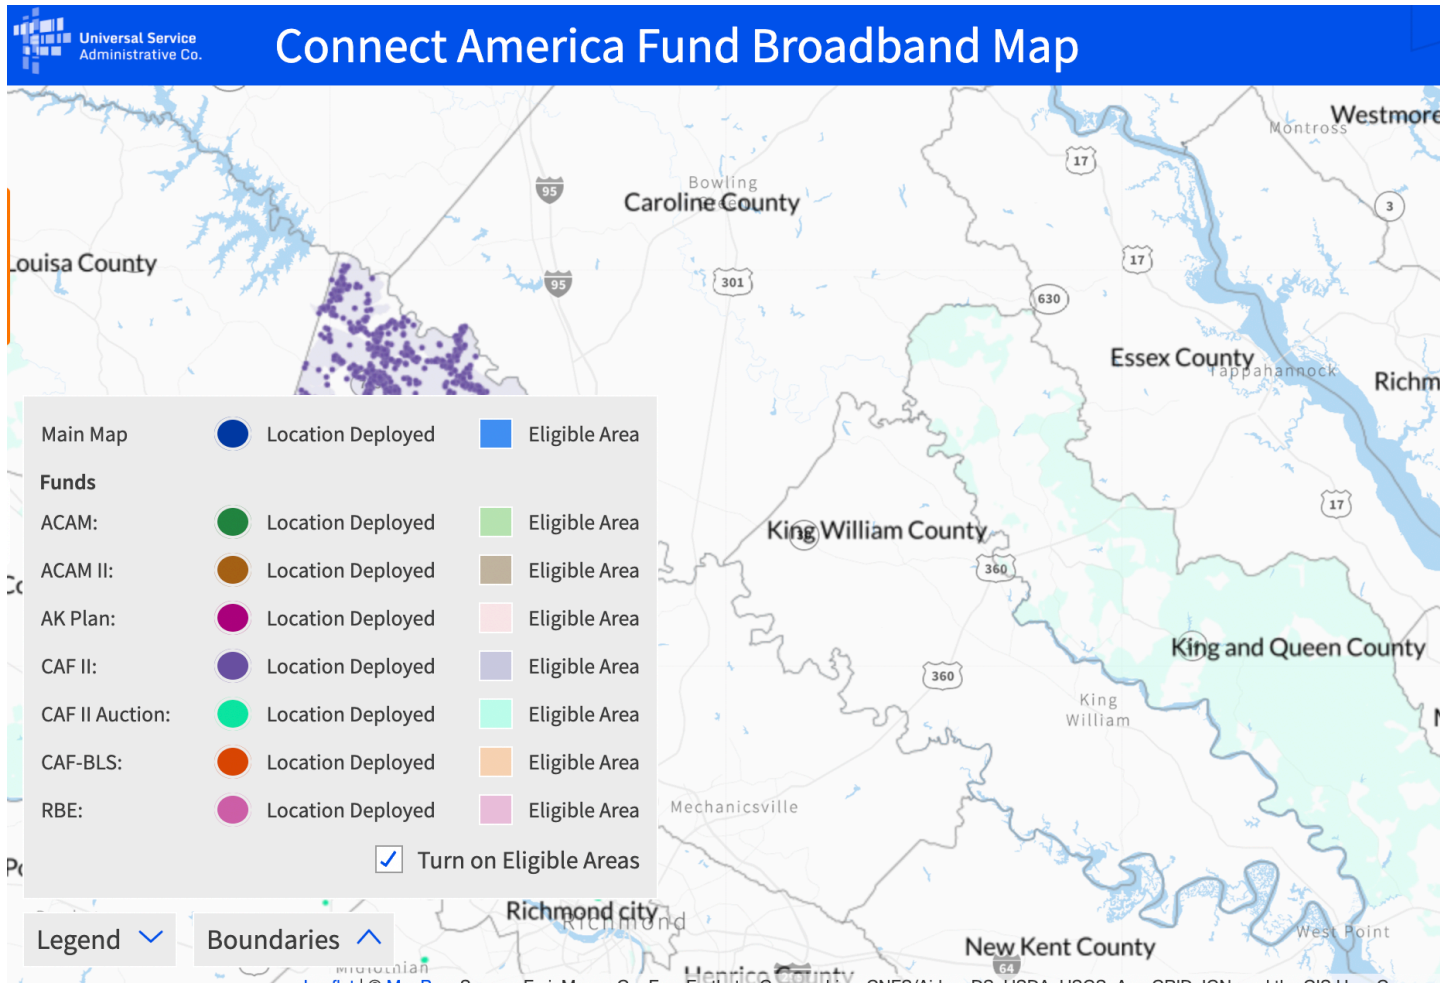 Universal Service
Administrative Co.
Connect America Fund Broadband Map
Westmore
Montross
17
95
Bowling
Caroline County
3
Louisa County
17
95
301
630
Essex County
Tappahannock
Richm
Main Map Location Deployed Eligible Area
Funds
ACAM: Location Deployed Eligible Area
ACAM II: Location Deployed Eligible Area
AK Plan: Location Deployed Eligible Area
CAF II: Location Deployed Eligible Area
CAF II Auction: Location Deployed Eligible Area
CAF-BLS: Location Deployed Eligible Area
RBE: Location Deployed Eligible Area
Turn on Eligible Areas
17
King William County
360
King and Queen County
360
King
William
Mechanicsville
Richmond city
Richmond
West Point
Legend
Boundaries
New Kent County
64
Midlothian
Henrico County